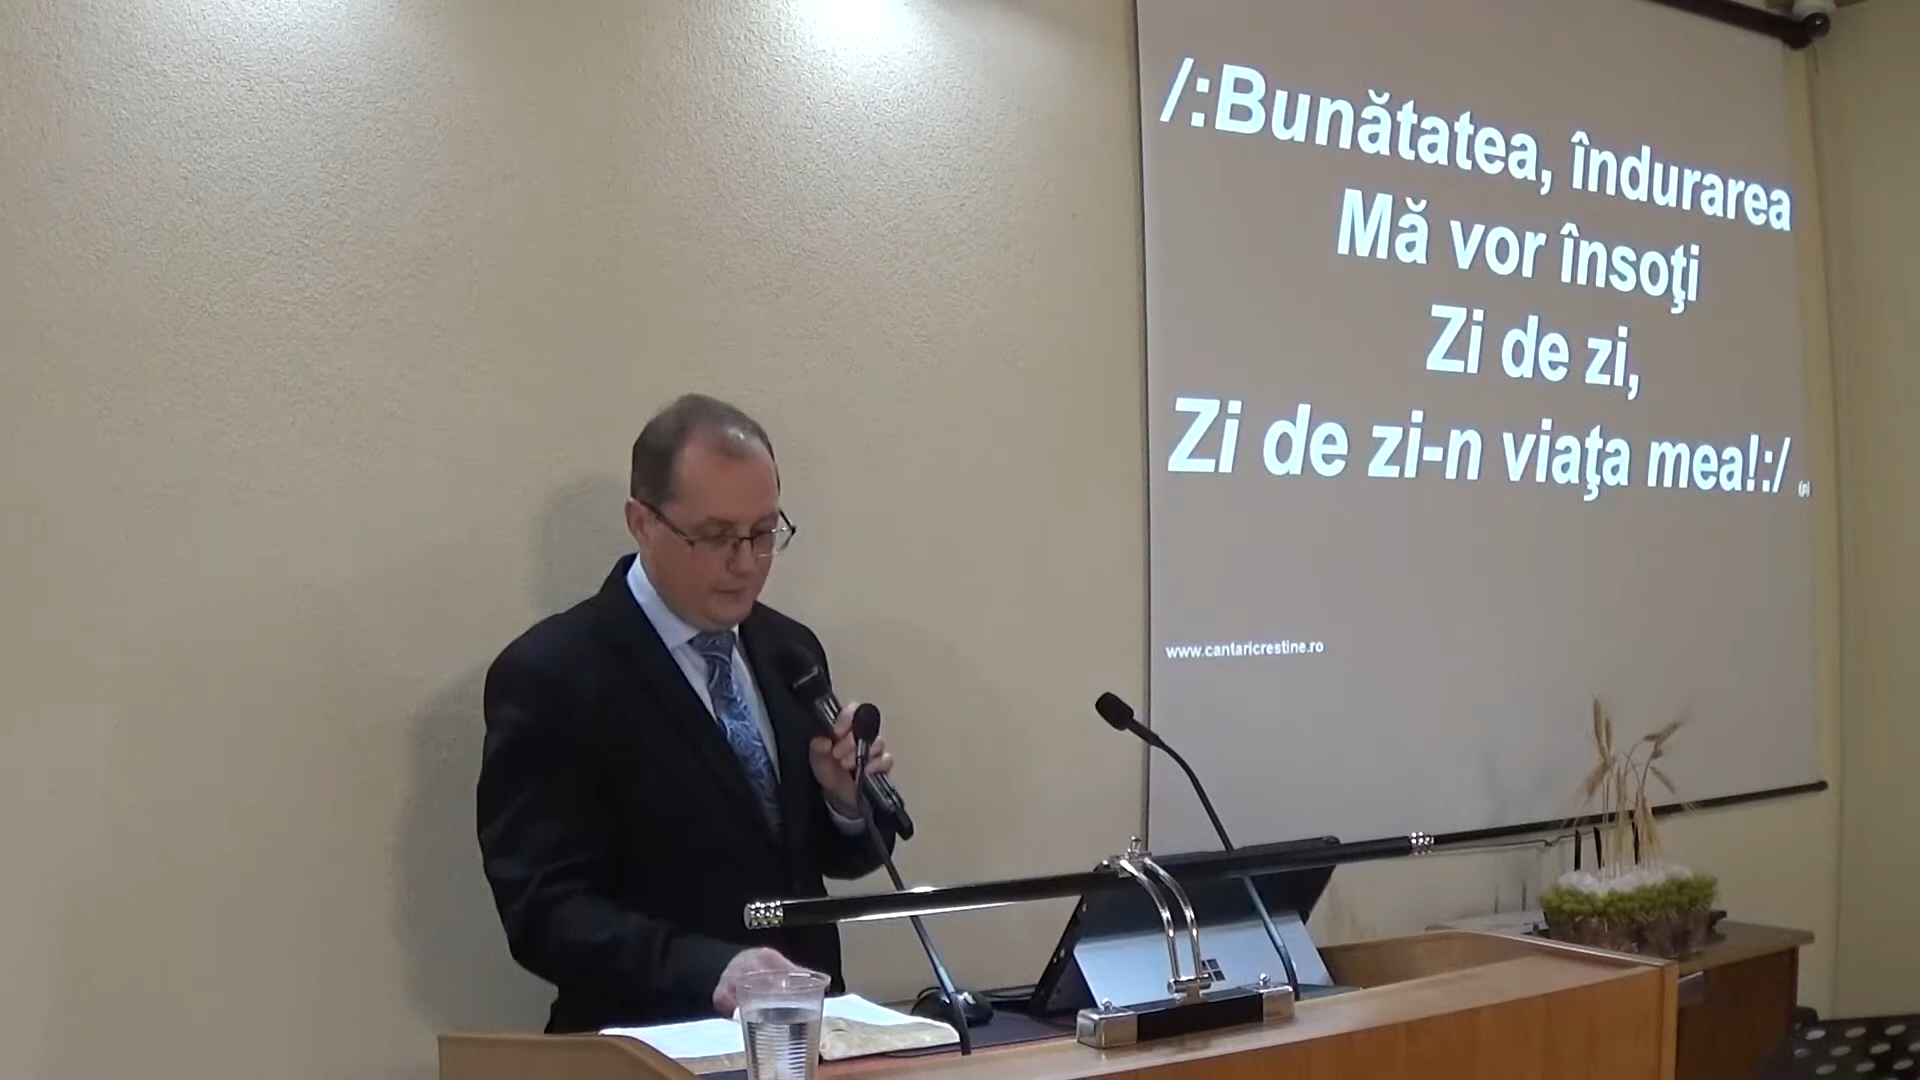 /:Bunătatea, îndurarea
Mă vor însoţi
Zi de zi,
Zi de zi-n viaţa mea!:/ (p)
www.cantaricrestine.ro